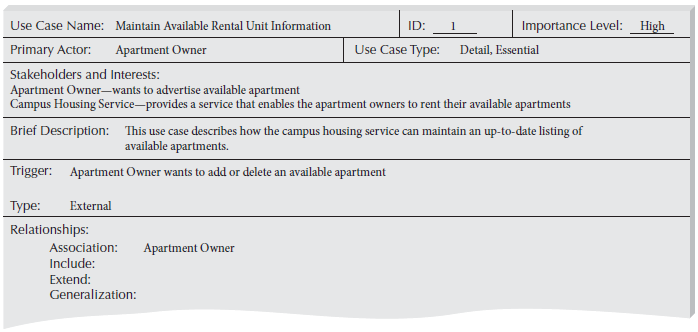 Use Case Name: Maintain Available Rental Unit Information ID: 1 Importance Level: High
Primary Actor: Apartment Owner Use Case Type: Detail, Essential
Stakeholders and Interests:
Apartment Owner—wants to advertise available apartment
Campus Housing Service—provides a service that enables the apartment owners to rent their available apartments
Brief Description: This use case describes how the campus housing service can maintain an up-to-date listing of
available apartments.
Trigger: Apartment Owner wants to add or delete an available apartment
Type: External
Relationships:
Association: Apartment Owner
Include:
Extend:
Generalization: